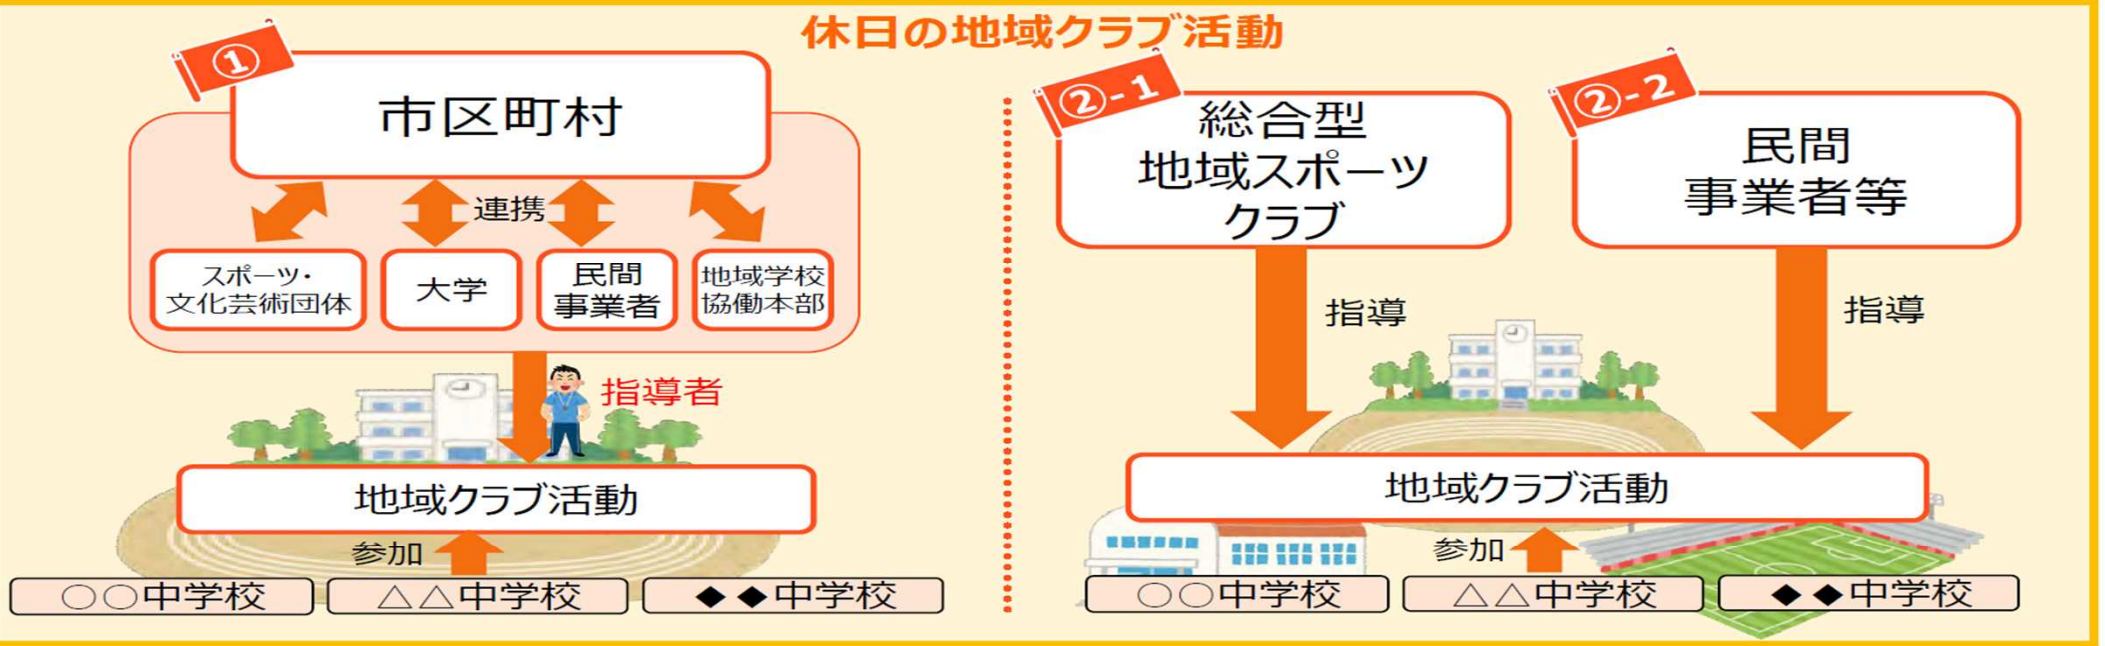 休日の地域クラブ活動
①
市区町村
連携
スポーツ・
文化芸術団体
大学
民間
事業者
地域学校
協働本部
指導者
地域クラブ活動
参加
○○中学校
△△中学校
◆◆中学校
②-1
総合型
地域スポーツ
クラブ
指導
②-2
民間
事業者等
指導
地域クラブ活動
参加
○○中学校
△△中学校
◆◆中学校